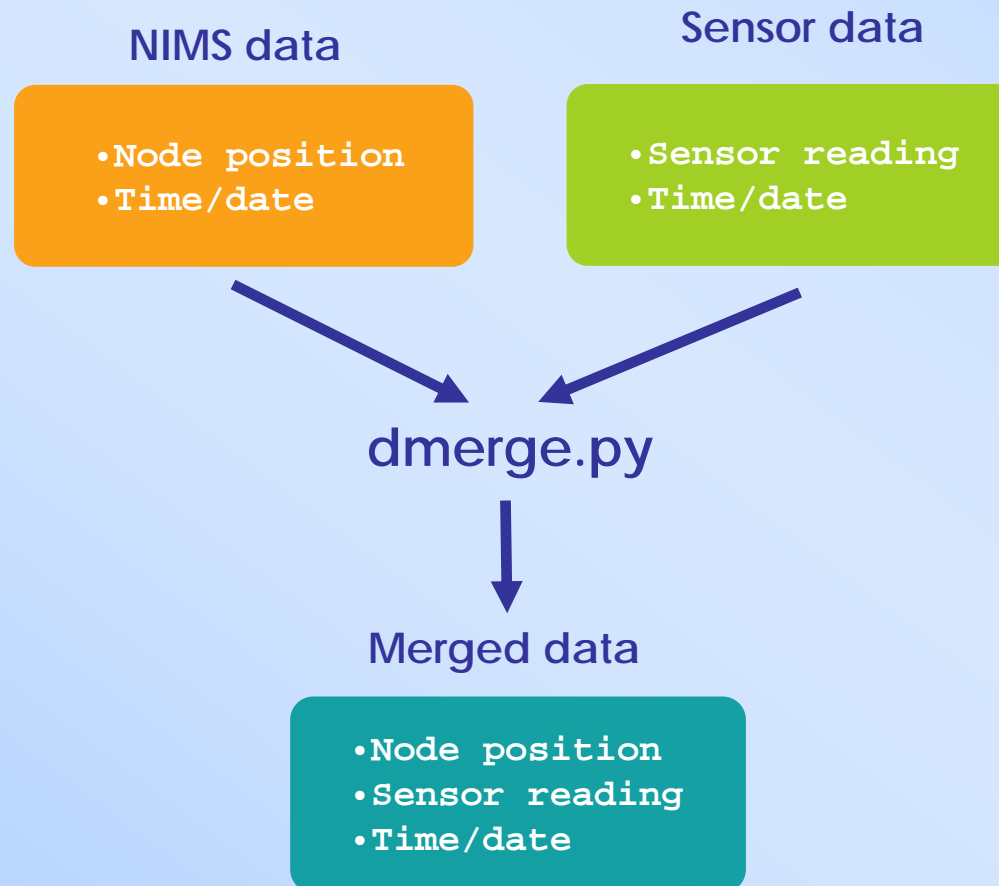 NIMS data
•Node position
•Time/date
Sensor data
•Sensor reading
•Time/date
dmerge.py
Merged data
•Node position
•Sensor reading
•Time/date